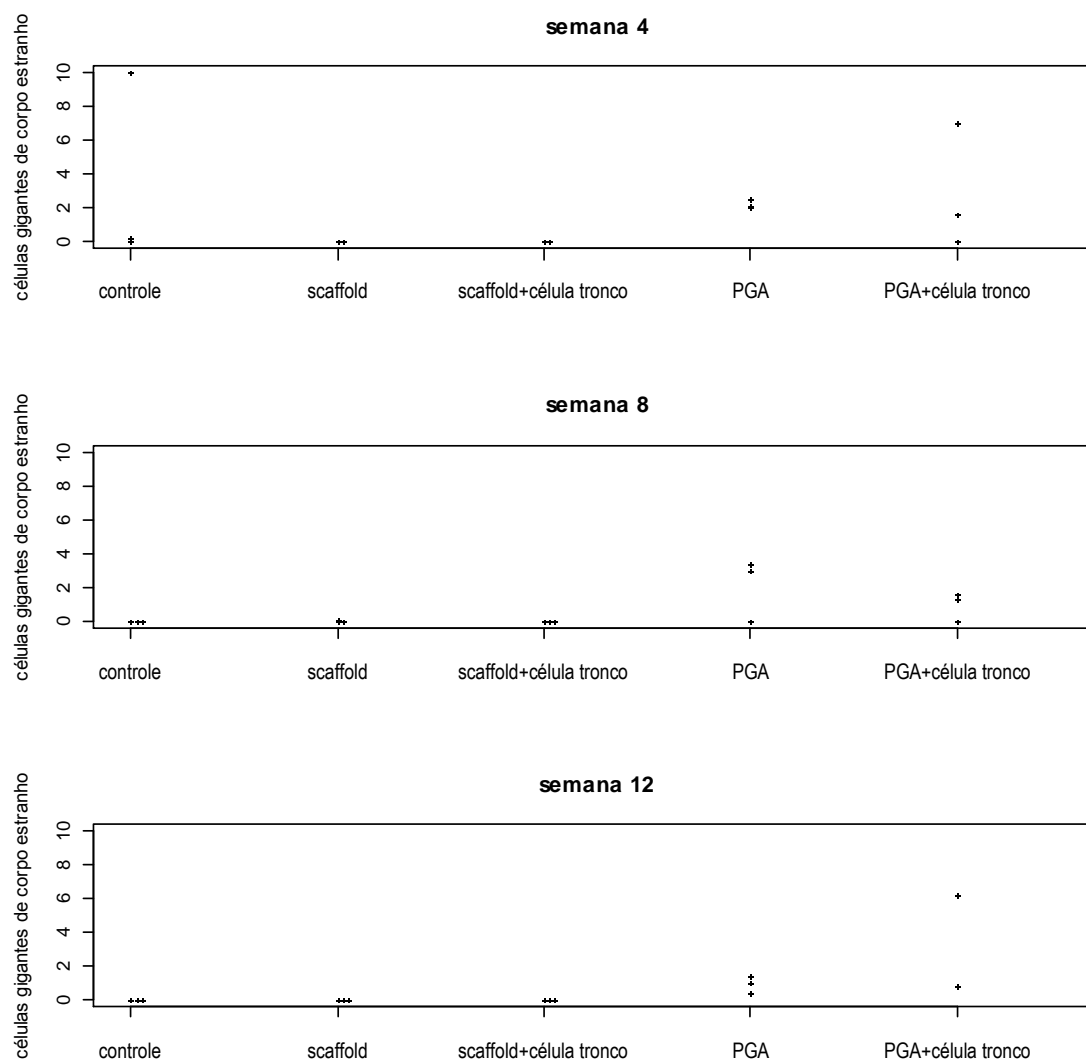 semana 4
células gigantes de corpo estranho
10
8
6
4
2
0
controle scaffold scaffold+célula tronco PGA PGA+célula tronco
semana 8
células gigantes de corpo estranho
10
8
6
4
2
0
controle scaffold scaffold+célula tronco PGA PGA+célula tronco
semana 12
células gigantes de corpo estranho
10
8
6
4
2
0
controle scaffold scaffold+célula tronco PGA PGA+célula tronco